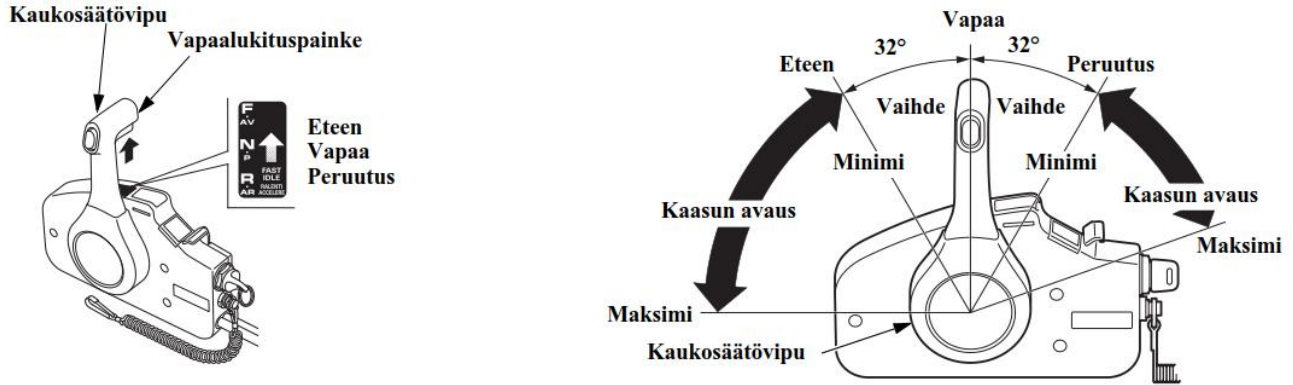 Kaukosäätövipu
Vapaalukituspainke
F
AV
N
P
R
AR
FAST
IDLE
RALENTI
ACCELERE
Eteen
Vapaa
Peruutus
Vapaa
32°
32°
Eteen
Peruutus
Vaihde
Vaihde
Minimi
Minimi
Kaasun avaus
Kaasun avaus
Maksimi
Maksimi
Kaukosäätövipu